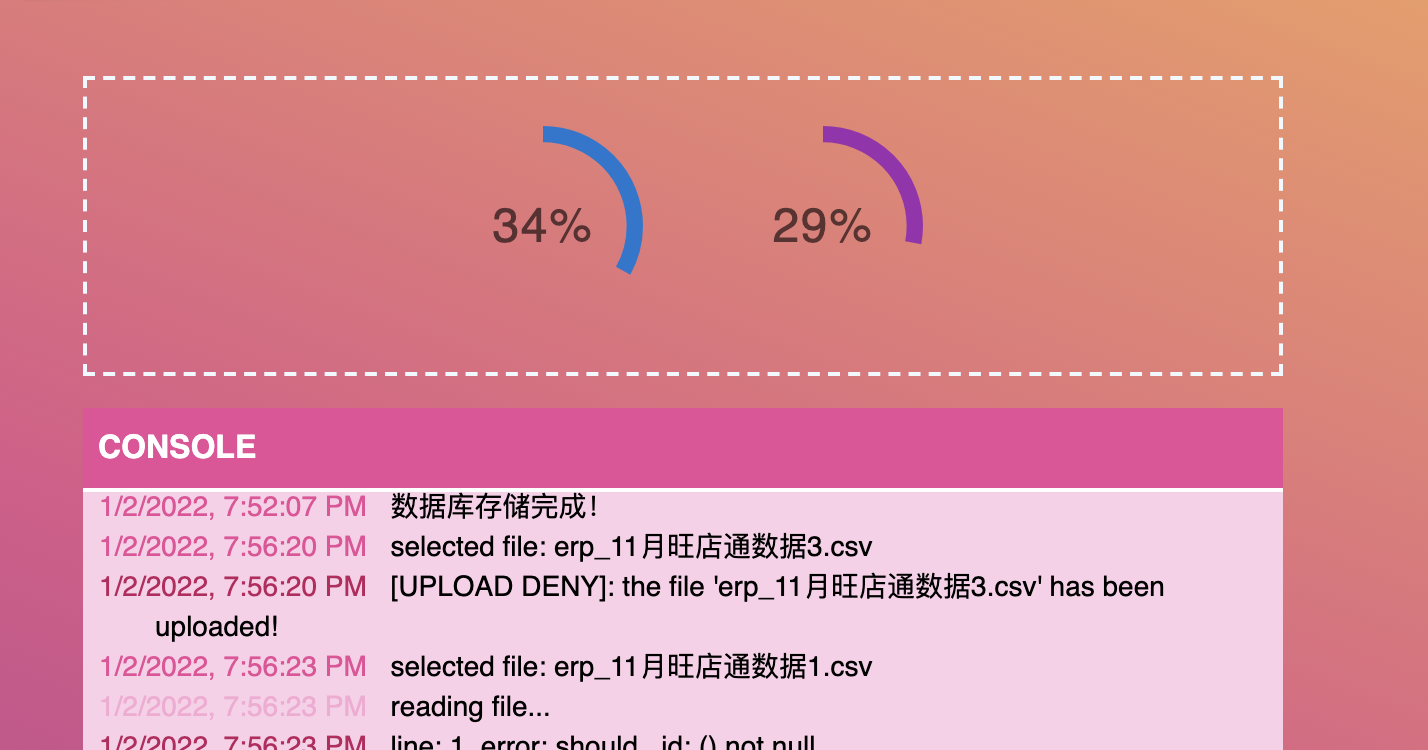 34% 29%
CONSOLE
1/2/2022, 7:52:07 PM 数据库存储完成！
1/2/2022, 7:56:20 PM selected file: erp_11月旺店通数据3.csv
1/2/2022, 7:56:20 PM [UPLOAD DENY]: the file 'erp_11月旺店通数据3.csv' has been
uploaded!
1/2/2022, 7:56:23 PM selected file: erp_11月旺店通数据1.csv
1/2/2022, 7:56:23 PM reading file...
1/2/2022, 7:56:23 PM line: 1, error: should _id: () not null